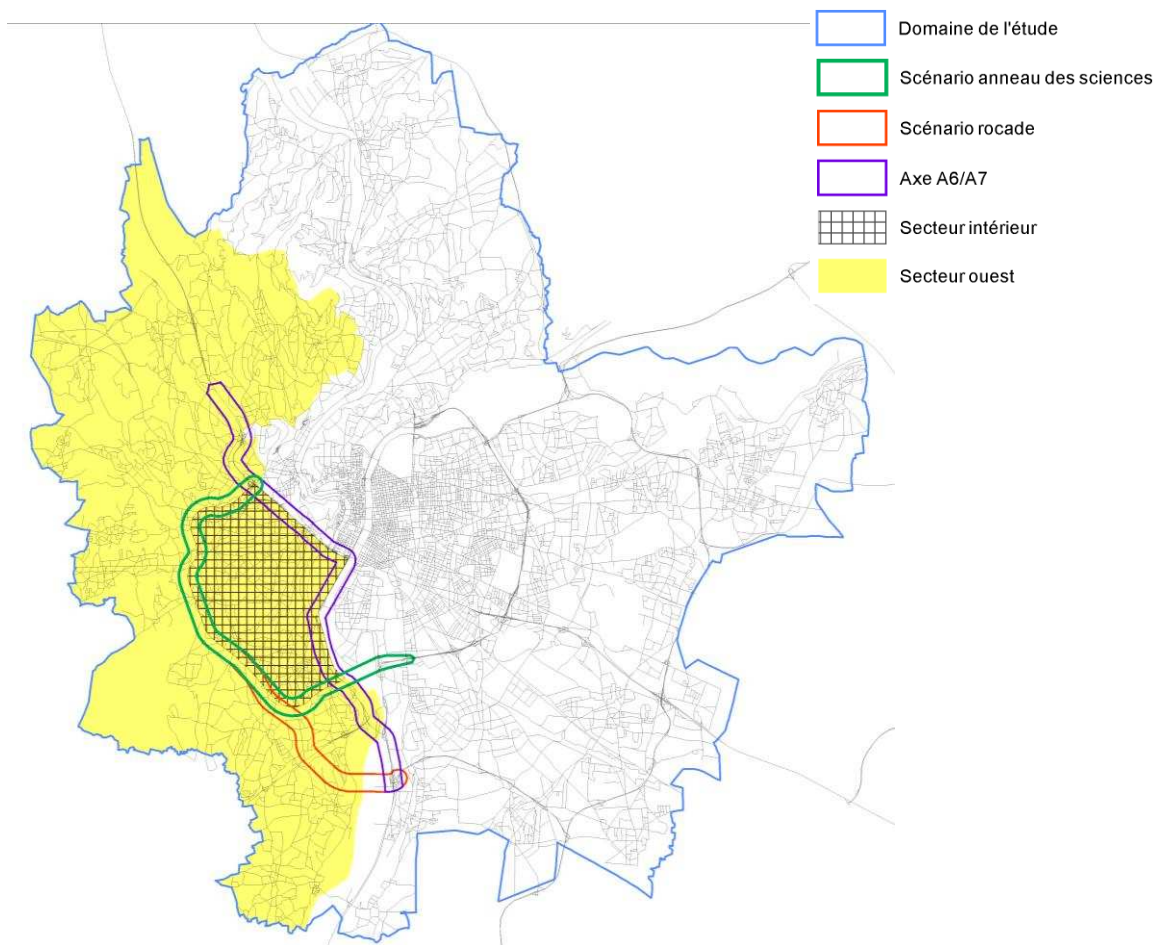 Domaine de l'étude
Scénario anneau des sciences
Scénario rocade
Axe A6/A7
Secteur intérieur
Secteur ouest